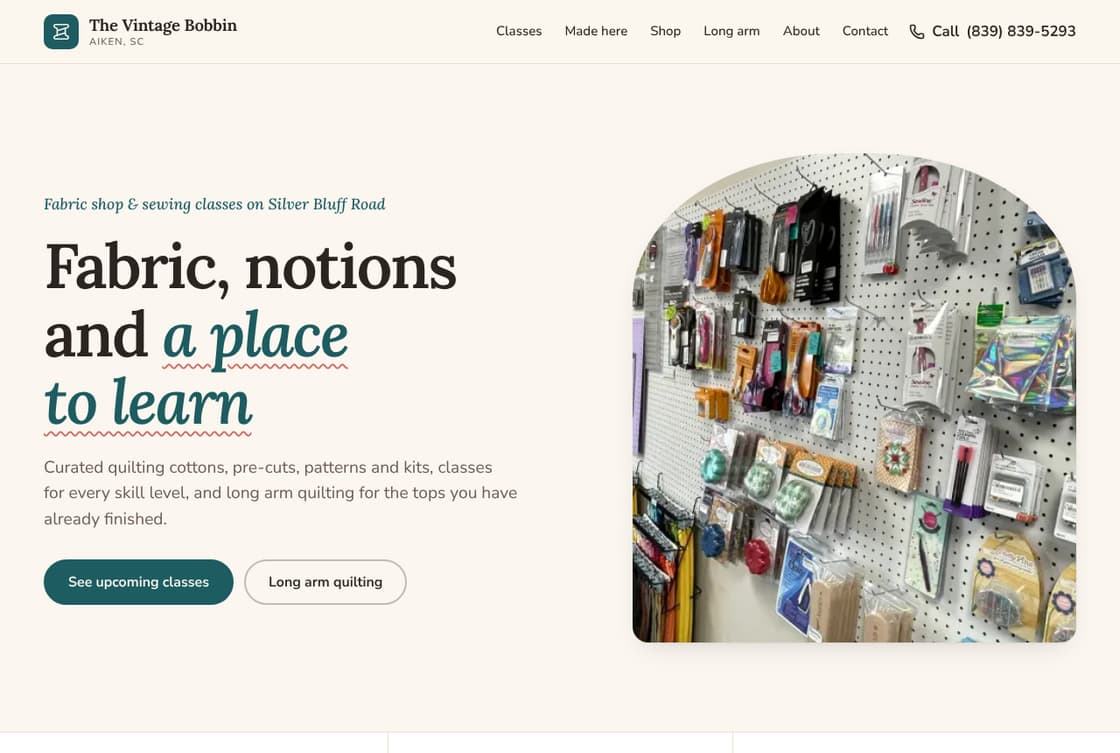 The Vintage Bobbin
AIKEN, SC
Classes Made here Shop Long arm About Contact Call (839) 839-5293
Fabric shop & sewing classes on Silver Bluff Road
Fabric, notions
and a place
to learn
Curated quilting cottons, pre-cuts, patterns and kits, classes
for every skill level, and long arm quilting for the tops you have
already finished.
See upcoming classes
Long arm quilting